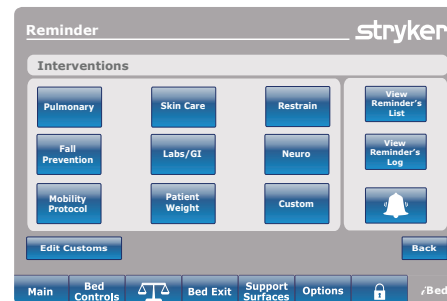 Reminder
stryker
Interventions
Pulmonary
Skin Care
Restrain
View
Reminder's
List
Fall
Prevention
Labs/GI
Neuro
View
Reminder's
Log
Mobility
Protocol
Patient
Weight
Custom
Edit Customs
Back
Main
Bed
Controls
Bed Exit
Support
Surfaces
Options
iBed